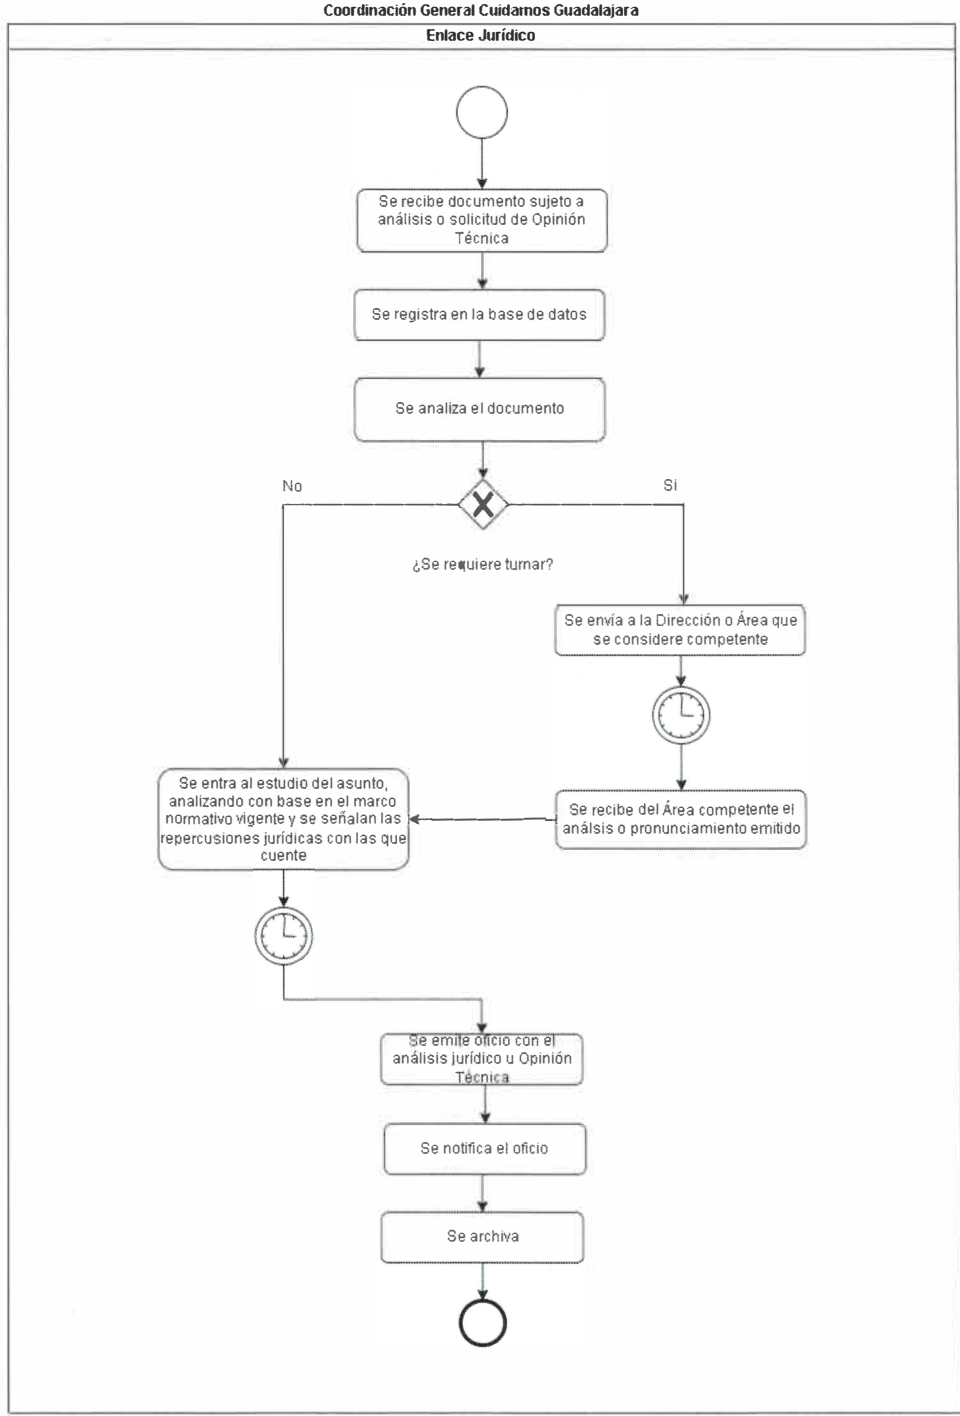 Coordinación General Cuidamos Guadalajara
Enlace Jurídico
Se recibe documento sujeto a
análisis o solicitud de Opinión
Técnica
Se registra en la base de datos
Se analiza el documento
No
Si
¿Se requiere turnar?
Se envía a la Dirección o Área que
se considere competente
Se entra al estudio del asunto,
analizando con base en el marco
normativo vigente y se señalan las
repercusiones jurídicas con las que
cuente
Se recibe del Área competente el
análsis o pronunciamiento emitido
Se emite oficio con el
análisis jurídico u Opinión
Técnica
Se notifica el oficio
Se archiva